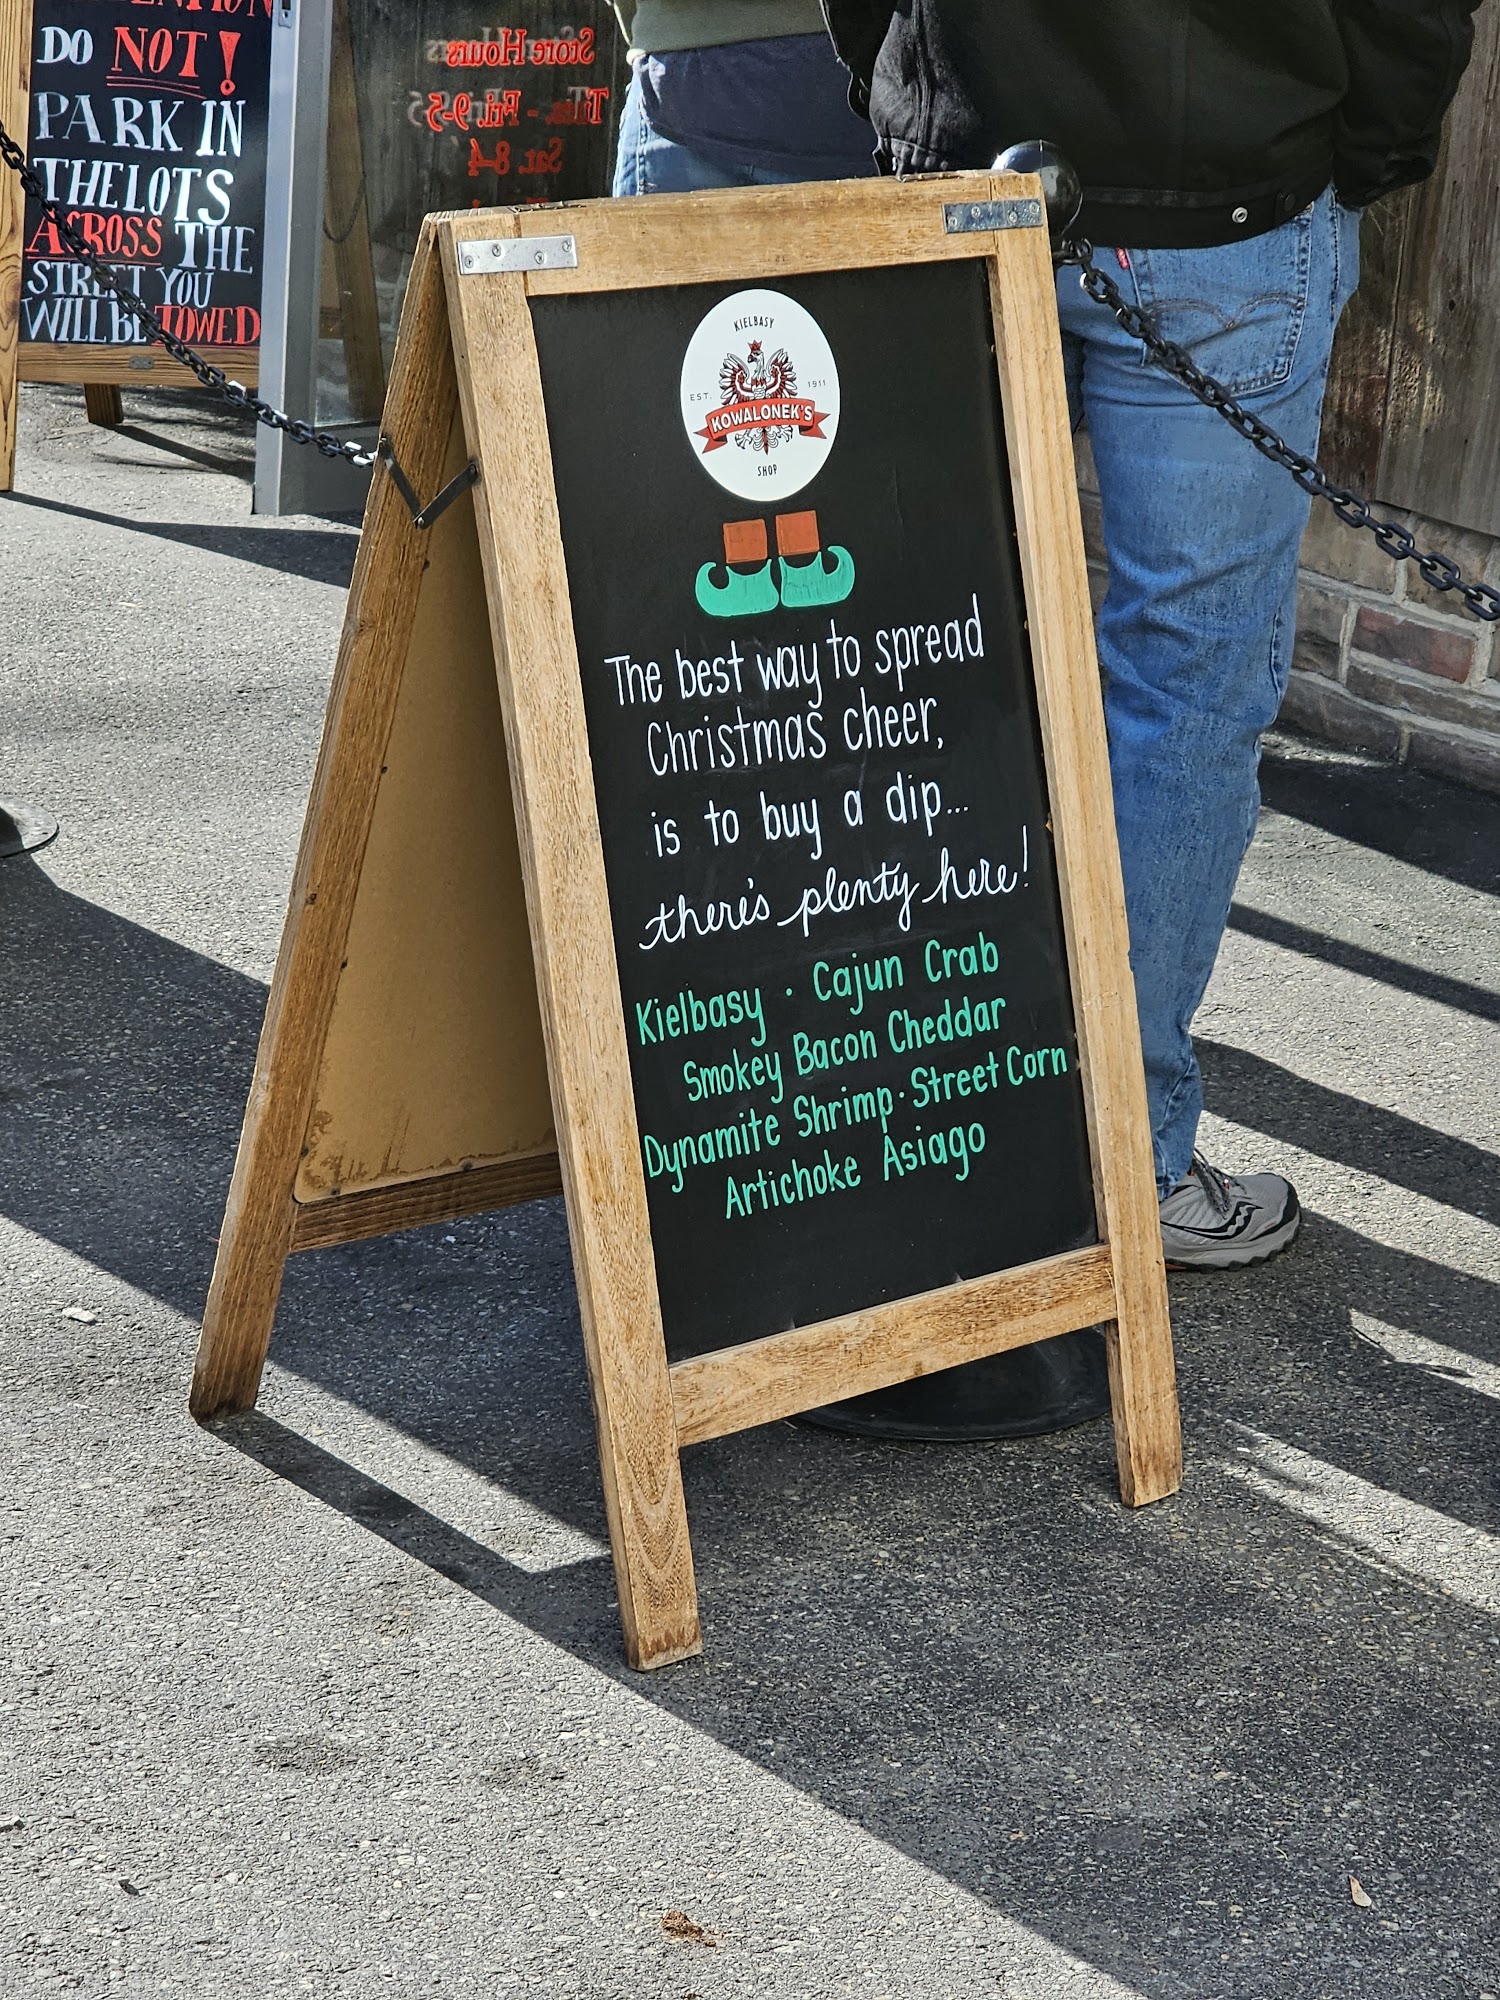 DO NOT!
PARK IN
THE LOTS
ACROSS THE
STREET YOU
WILL BE TOWED
Store Hours
Tues. - Fri. 9-5
Sat. 8-4
KIELBASY
EST. 1911
KOWALONEK'S
SHOP
The best way to spread
Christmas cheer,
is to buy a dip...
there's plenty here!
Kielbasy · Cajun Crab
Smokey Bacon Cheddar
Dynamite Shrimp · Street Corn
Artichoke Asiago